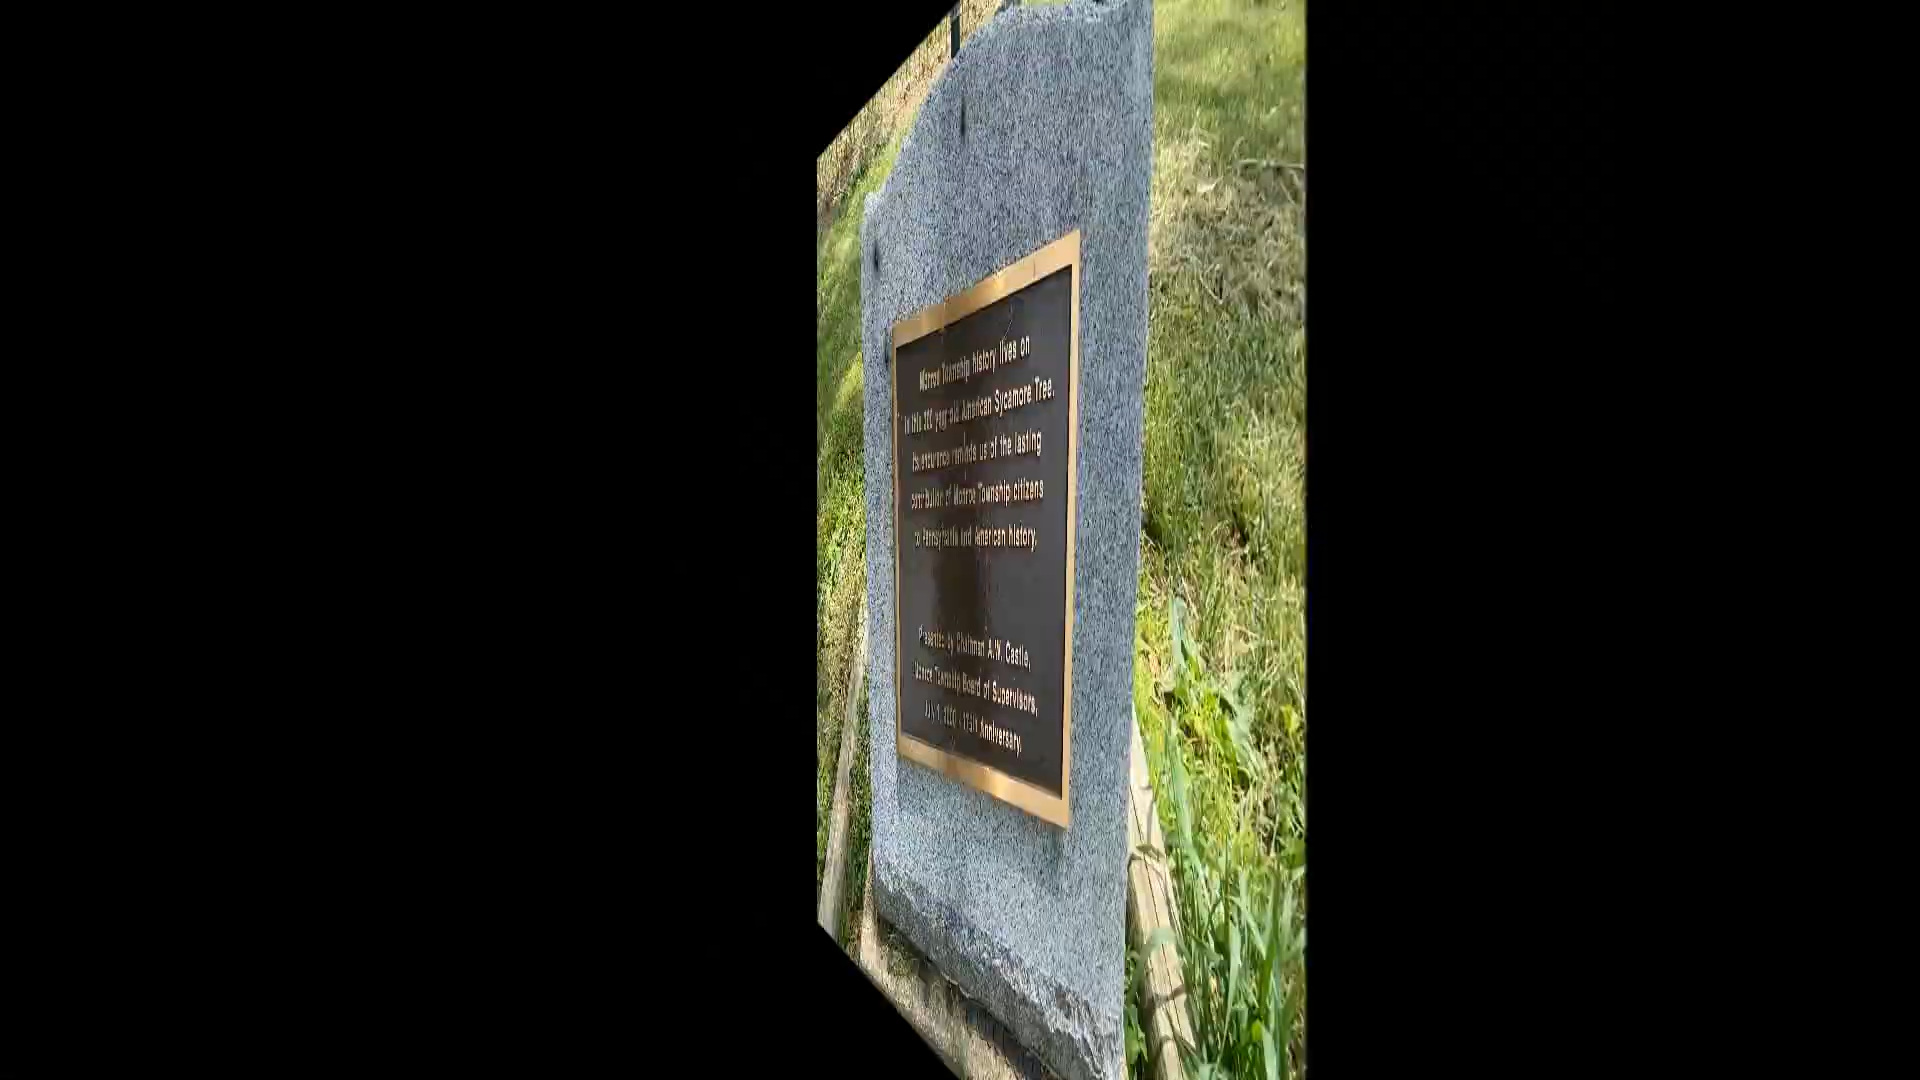 Monroe Township history lives on
in this 300 year old American Sycamore Tree.
Its endurance reminds us of the lasting
contribution of Monroe Township citizens
to Pennsylvania and American history.
Presented by Chairman A.W. Castle,
Monroe Township Board of Supervisors,
July Anniversary.